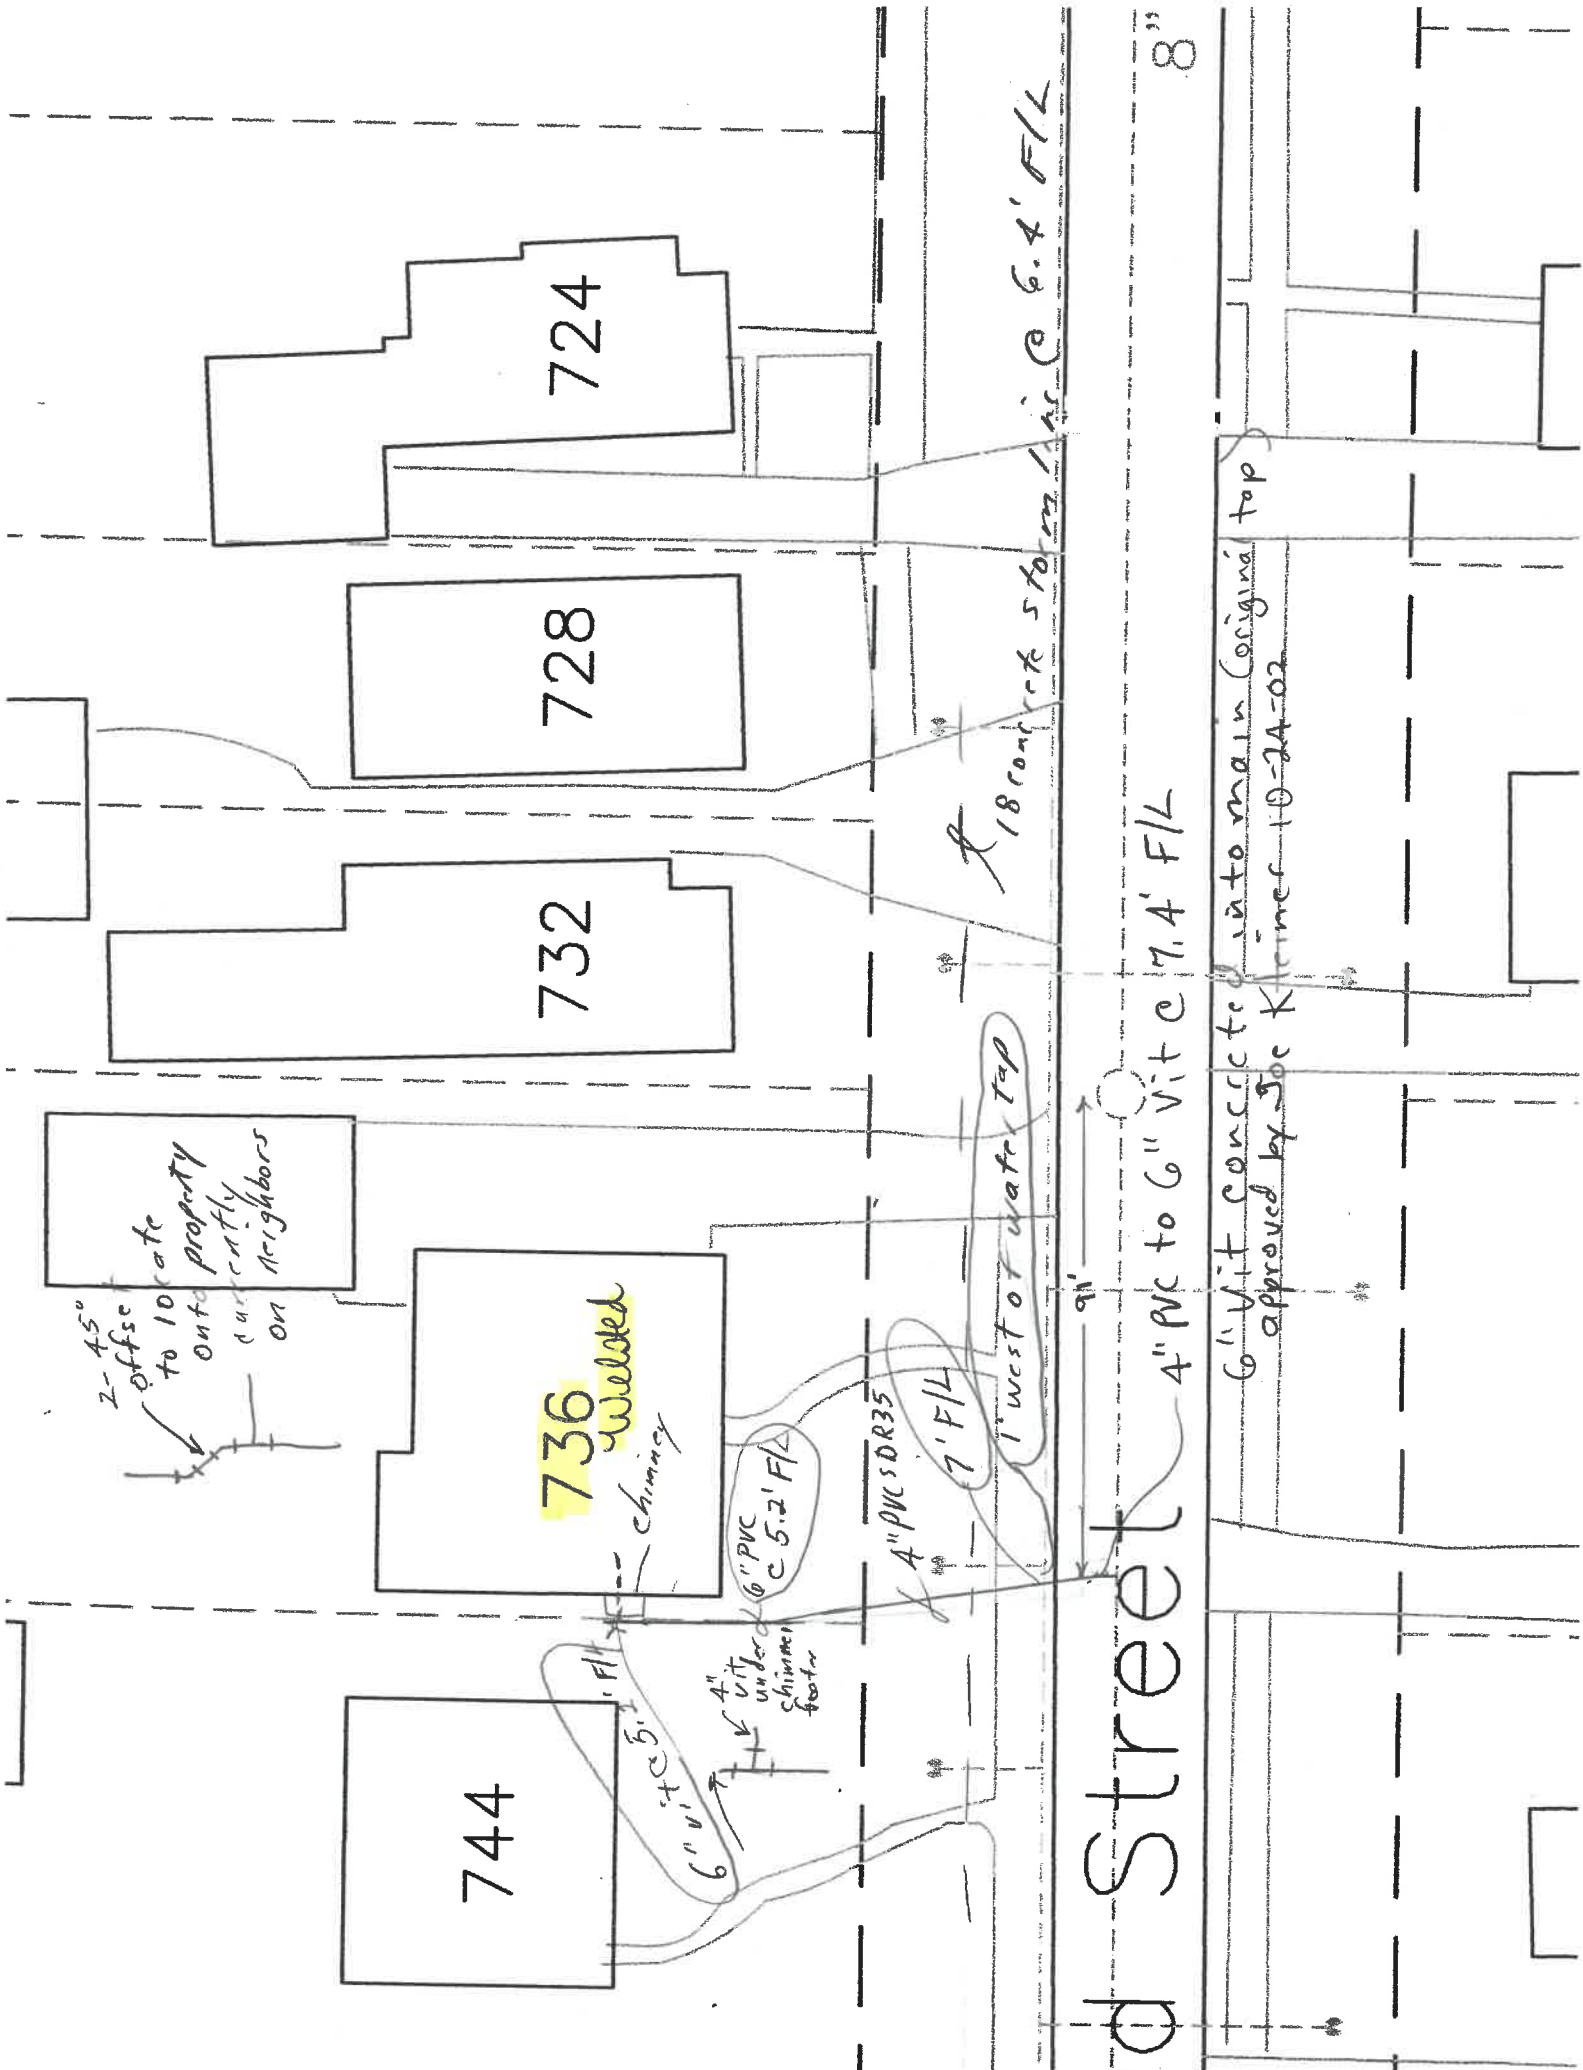 744
736
Welsted
732
728
724
2-45°
offset
to locate
onto property
currently
on neighbors
chimney
6" vit @ 5.1' F/L
4"
vit
under
chimney
footer
6" PVC
@ 5.2' F/L
4" PVC SDR35
7' F/L
1' west of water tap
18 concrete storm line @ 6.4' F/L
91'
8"
d Street
4" PVC to 6" Vit @ 7.4' F/L
6" Vit concreted into main (original tap)
approved by Joe Kleimer 10-24-02